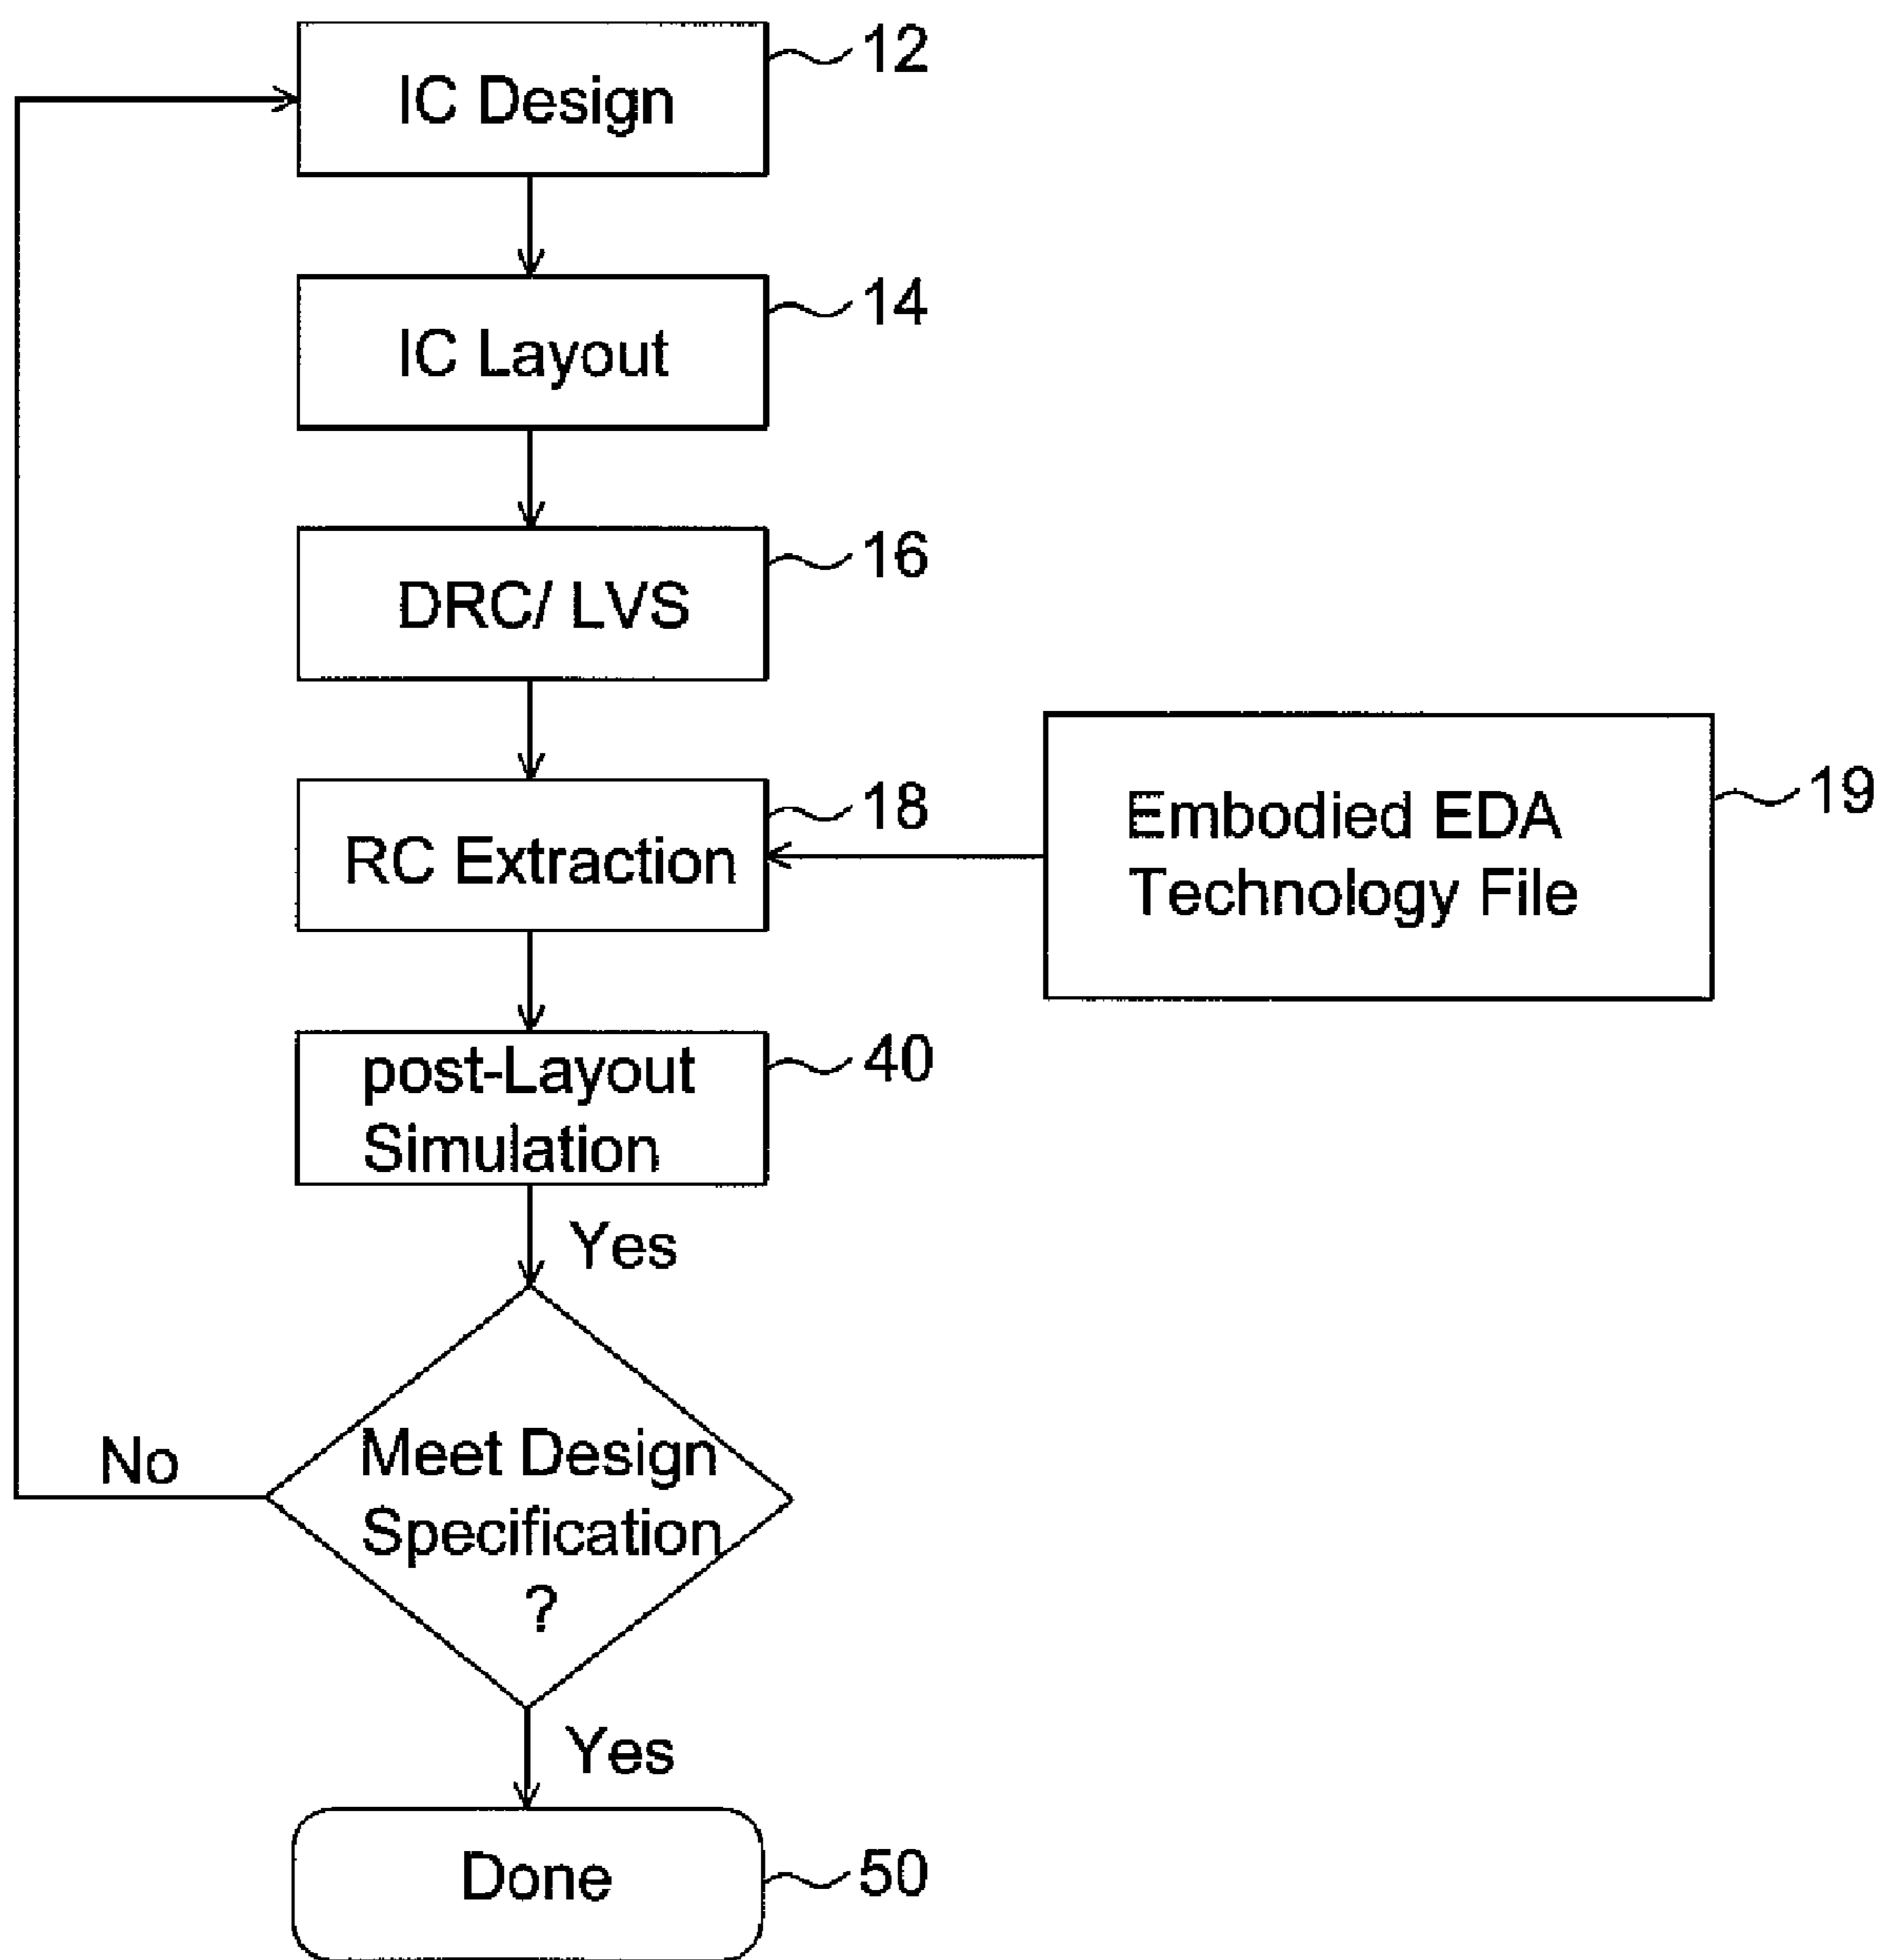 12
IC Design
14
IC Layout
16
DRC/ LVS
18
RC Extraction
19
Embodied EDA
Technology File
40
post-Layout
Simulation
Yes
No
Meet Design
Specification
?
Yes
Done
50